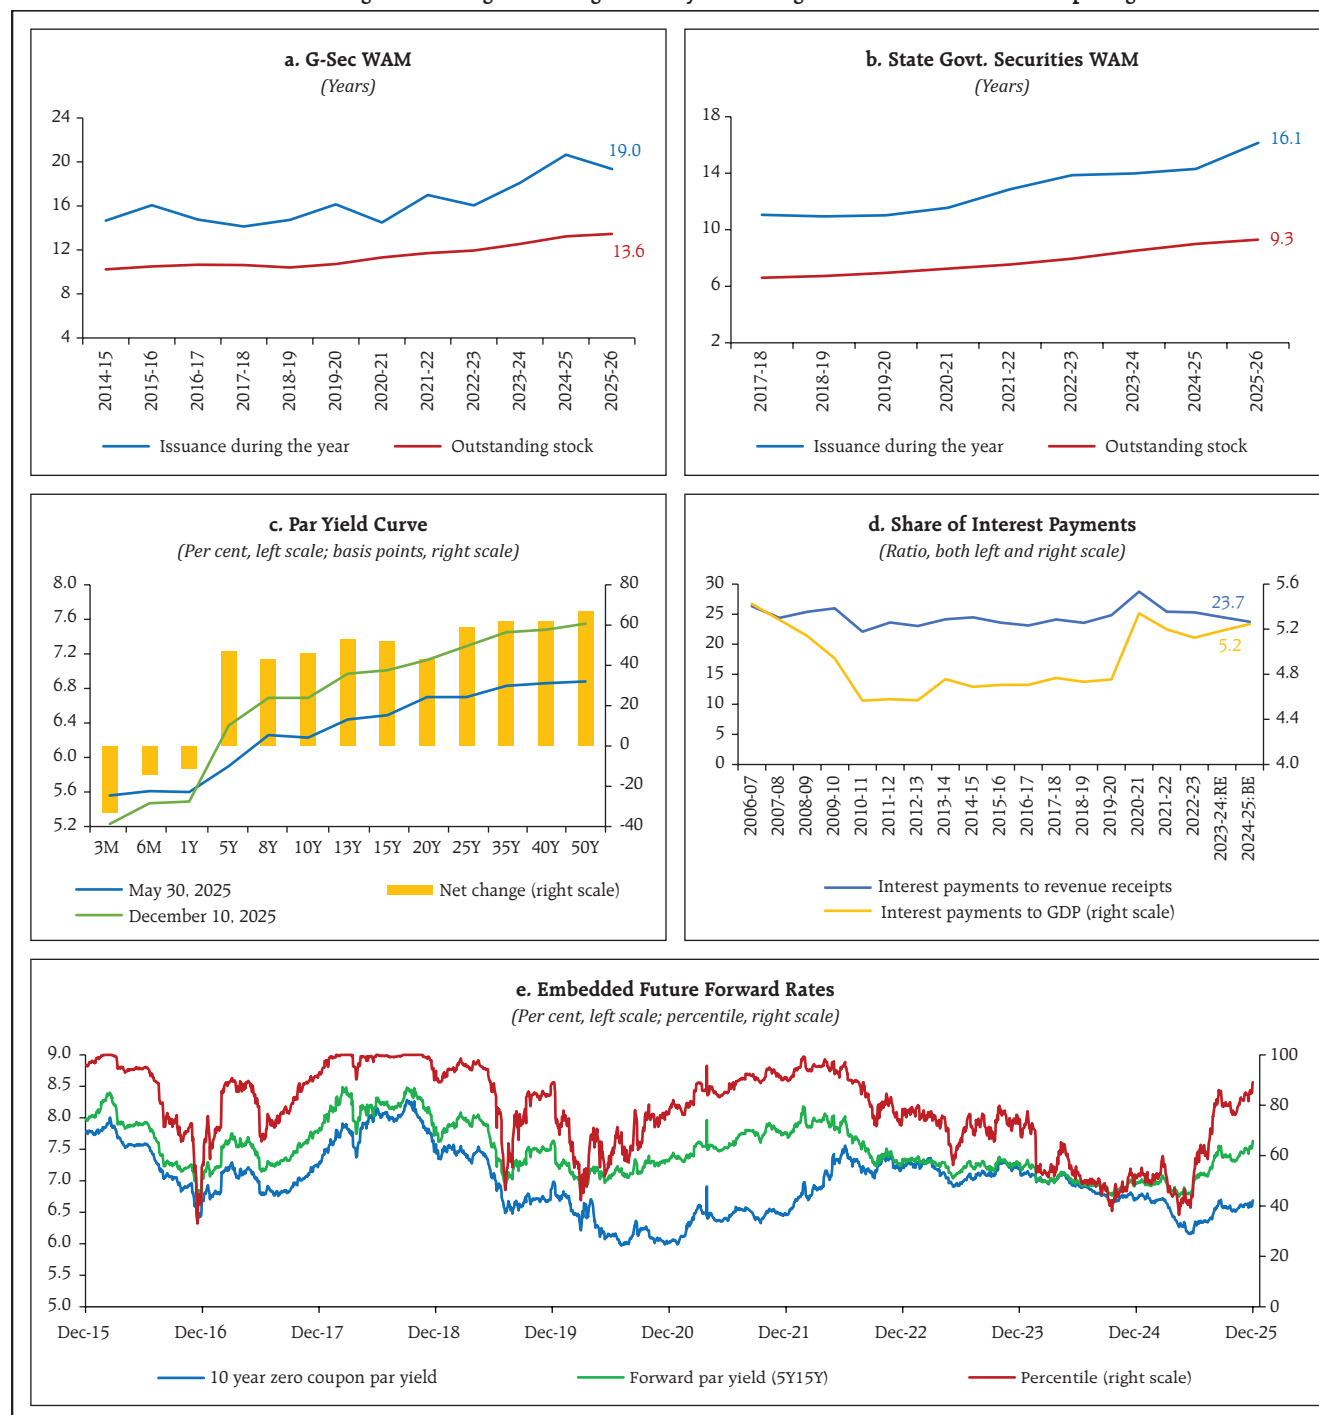 a. G-Sec WAM
(Years)
24
20
16
12
8
4
19.0
13.6
2014-15
2015-16
2016-17
2017-18
2018-19
2019-20
2020-21
2021-22
2022-23
2023-24
2024-25
2025-26
Issuance during the year
Outstanding stock
b. State Govt. Securities WAM
(Years)
18
14
10
6
2
16.1
9.3
2017-18
2018-19
2019-20
2020-21
2021-22
2022-23
2023-24
2024-25
2025-26
Issuance during the year
Outstanding stock
c. Par Yield Curve
(Per cent, left scale; basis points, right scale)
8.0
7.6
7.2
6.8
6.4
6.0
5.6
5.2
80
60
40
20
0
-20
-40
3M
6M
1Y
5Y
8Y
10Y
13Y
15Y
20Y
25Y
35Y
40Y
50Y
May 30, 2025
Net change (right scale)
December 10, 2025
d. Share of Interest Payments
(Ratio, both left and right scale)
30
25
20
15
10
5
0
5.6
5.2
4.8
4.4
4.0
23.7
5.2
2006-07
2007-08
2008-09
2009-10
2010-11
2011-12
2012-13
2013-14
2014-15
2015-16
2016-17
2017-18
2018-19
2019-20
2020-21
2021-22
2022-23
2023-24:RE
2024-25:BE
Interest payments to revenue receipts
Interest payments to GDP (right scale)
e. Embedded Future Forward Rates
(Per cent, left scale; percentile, right scale)
9.0
8.5
8.0
7.5
7.0
6.5
6.0
5.5
5.0
100
80
60
40
20
0
Dec-15
Dec-16
Dec-17
Dec-18
Dec-19
Dec-20
Dec-21
Dec-22
Dec-23
Dec-24
Dec-25
10 year zero coupon par yield
Forward par yield (5Y15Y)
Percentile (right scale)